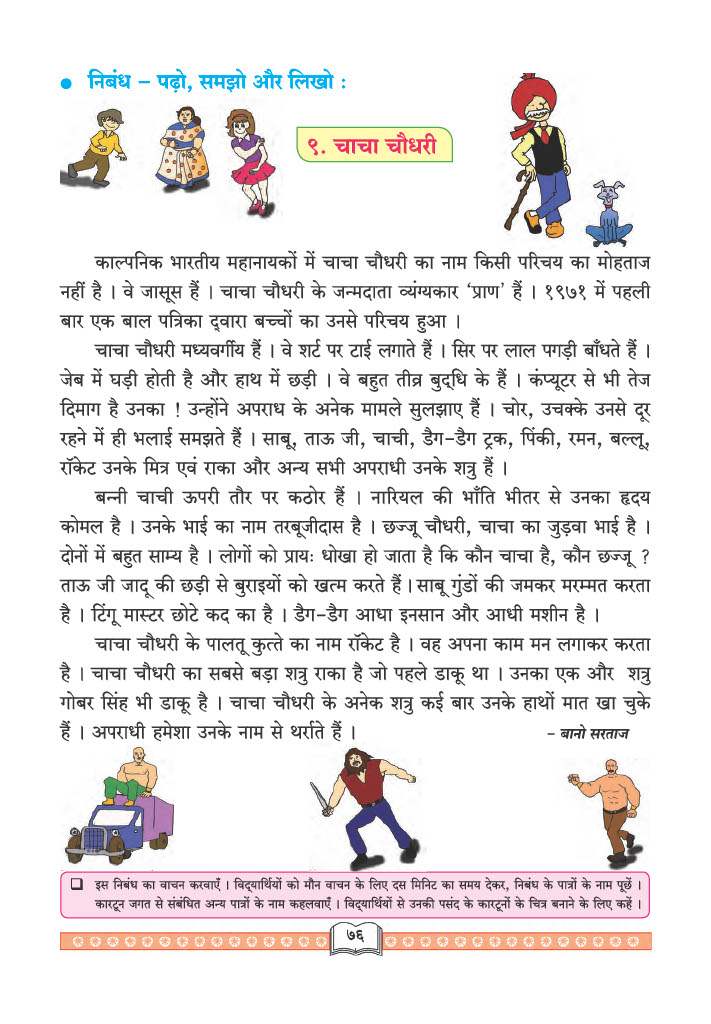 • निबंध – पढ़ो, समझो और लिखो :
९. चाचा चौधरी
काल्पनिक भारतीय महानायकों में चाचा चौधरी का नाम किसी परिचय का मोहताज
नहीं है । वे जासूस हैं । चाचा चौधरी के जन्मदाता व्यंग्यकार ‘प्राण’ हैं । १९७१ में पहली
बार एक बाल पत्रिका द्‌वारा बच्चों का उनसे परिचय हुआ ।
चाचा चौधरी मध्यवर्गीय हैं । वे शर्ट पर टाई लगाते हैं । सिर पर लाल पगड़ी बाँधते हैं ।
जेब में घड़ी होती है और हाथ में छड़ी । वे बहुत तीव्र बुद्‌धि के हैं । कंप्यूटर से भी तेज
दिमाग है उनका ! उन्होंने अपराध के अनेक मामले सुलझाए हैं । चोर, उचक्के उनसे दूर
रहने में ही भलाई समझते हैं । साबू, ताऊ जी, चाची, डैग-डैग ट्रक, पिंकी, रमन, बल्लू,
रॉकेट उनके मित्र एवं राका और अन्य सभी अपराधी उनके शत्रु हैं ।
बन्नी चाची ऊपरी तौर पर कठोर हैं । नारियल की भाँति भीतर से उनका हृदय
कोमल है । उनके भाई का नाम तरबूजीदास है । छज्जू चौधरी, चाचा का जुड़वा भाई है ।
दोनों में बहुत साम्य है । लोगों को प्रायः धोखा हो जाता है कि कौन चाचा है, कौन छज्जू ?
ताऊ जी जादू की छड़ी से बुराइयों को खत्म करते हैं । साबू गुंडों की जमकर मरम्मत करता
है । टिंगू मास्टर छोटे कद का है । डैग-डैग आधा इनसान और आधी मशीन है ।
चाचा चौधरी के पालतू कुत्ते का नाम रॉकेट है । वह अपना काम मन लगाकर करता
है । चाचा चौधरी का सबसे बड़ा शत्रु राका है जो पहले डाकू था । उनका एक और शत्रु
गोबर सिंह भी डाकू है । चाचा चौधरी के अनेक शत्रु कई बार उनके हाथों मात खा चुके
हैं । अपराधी हमेशा उनके नाम से थर्राते हैं ।
– बानो सरताज
❑ इस निबंध का वाचन करवाएँ । विद्‌यार्थियों को मौन वाचन के लिए दस मिनिट का समय देकर, निबंध के पात्रों के नाम पूछें ।
कारटून जगत से संबंधित अन्य पात्रों के नाम कहलवाएँ । विद्‌यार्थियों से उनकी पसंद के कारटूनों के चित्र बनाने के लिए कहें ।
७६